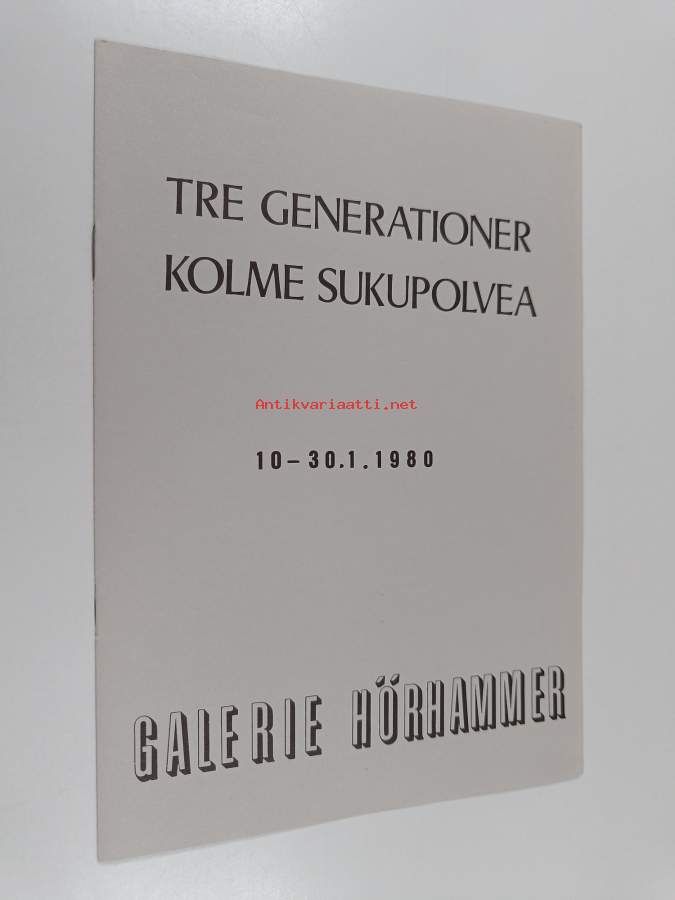 TRE GENERATIONER
KOLME SUKUPOLVEA
Antikvariaatti.net
10–30.1.1980
GALERIE HÖRHAMMER